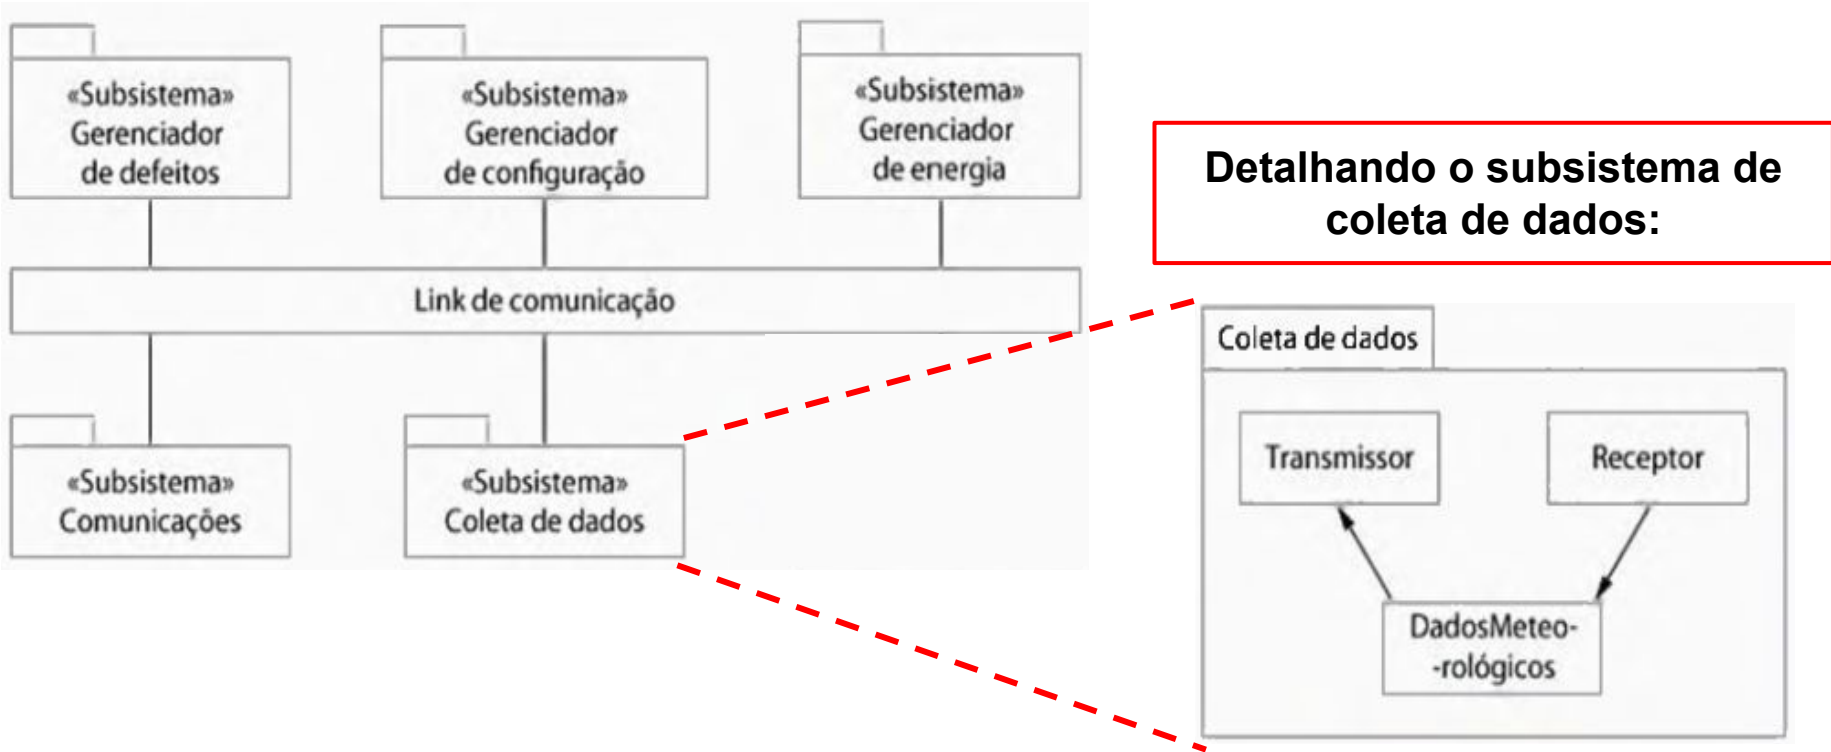 «Subsistema»
Gerenciador
de defeitos
«Subsistema»
Gerenciador
de configuração
«Subsistema»
Gerenciador
de energia
Link de comunicação
«Subsistema»
Comunicações
«Subsistema»
Coleta de dados
Detalhando o subsistema de
coleta de dados:
Coleta de dados
Transmissor
Receptor
DadosMeteo-
-rológicos